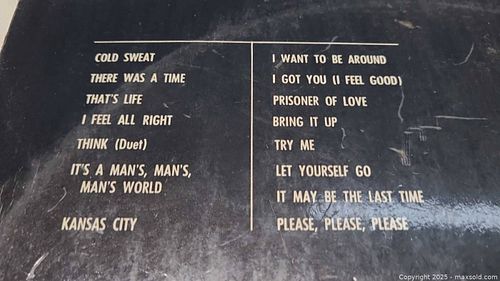 COLD SWEAT
THERE WAS A TIME
THAT'S LIFE
I FEEL ALL RIGHT
THINK (Duet)
IT'S A MAN'S, MAN'S,
MAN'S WORLD
KANSAS CITY
I WANT TO BE AROUND
I GOT YOU (I FEEL GOOD)
PRISONER OF LOVE
BRING IT UP
TRY ME
LET YOURSELF GO
IT MAY BE THE LAST TIME
PLEASE, PLEASE, PLEASE
Copyright 2025 - maxsold.com